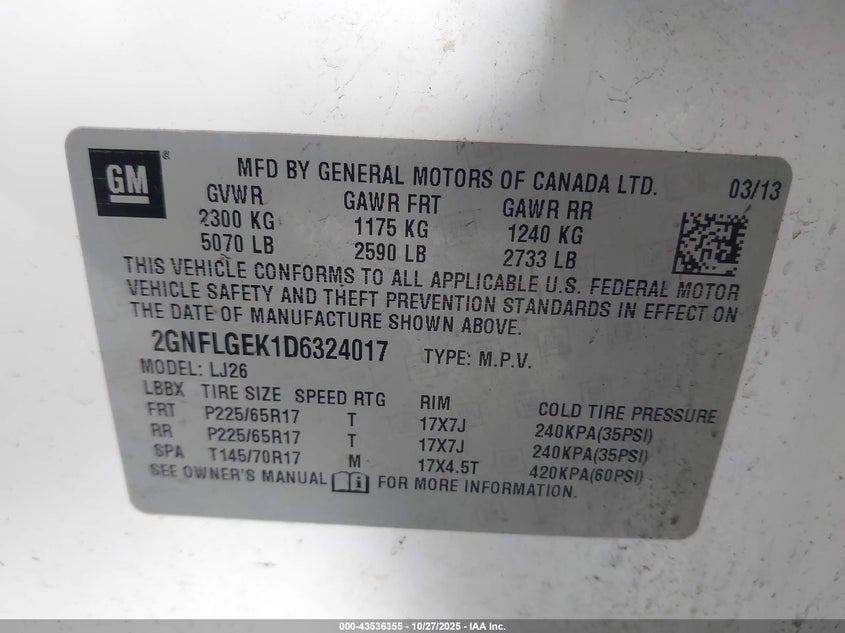 GM ®
MFD BY GENERAL MOTORS OF CANADA LTD. 03/13
GVWR GAWR FRT GAWR RR
2300 KG 1175 KG 1240 KG
5070 LB 2590 LB 2733 LB
THIS VEHICLE CONFORMS TO ALL APPLICABLE U.S. FEDERAL MOTOR
VEHICLE SAFETY AND THEFT PREVENTION STANDARDS IN EFFECT ON
THE DATE OF MANUFACTURE SHOWN ABOVE.
2GNFLGEK1D6324017 TYPE: M.P.V.
MODEL: LJ26
LBBX TIRE SIZE SPEED RTG RIM COLD TIRE PRESSURE
FRT P225/65R17 T 17X7J 240KPA(35PSI)
RR P225/65R17 T 17X7J 240KPA(35PSI)
SPA T145/70R17 M 17X4.5T 420KPA(60PSI)
SEE OWNER'S MANUAL i FOR MORE INFORMATION.
000-43536355 - 10/27/2025 - IAA Inc.